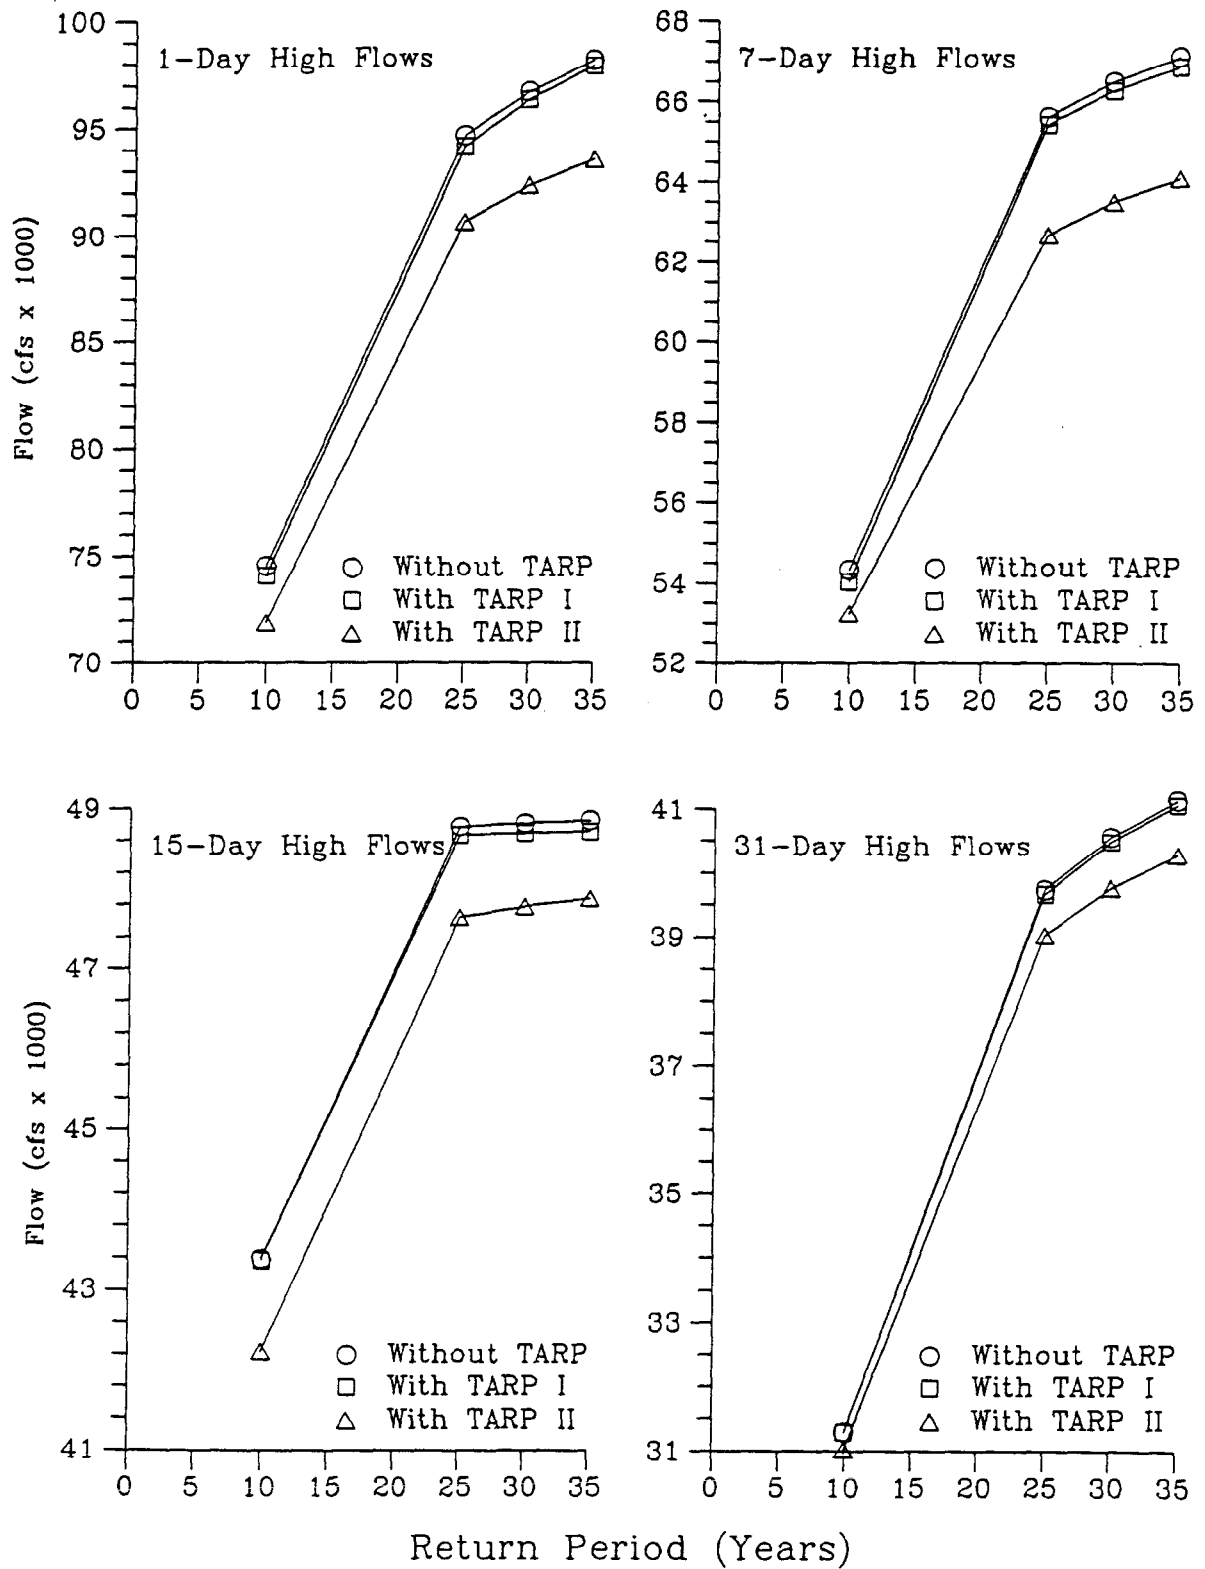 1-Day High Flows
100
95
90
85
80
75
70
Flow (cfs x 1000)
Without TARP
With TARP I
With TARP II
0 5 10 15 20 25 30 35
7-Day High Flows
68
66
64
62
60
58
56
54
52
Without TARP
With TARP I
With TARP II
0 5 10 15 20 25 30 35
15-Day High Flows
49
47
45
43
41
Flow (cfs x 1000)
Without TARP
With TARP I
With TARP II
0 5 10 15 20 25 30 35
31-Day High Flows
41
39
37
35
33
31
Without TARP
With TARP I
With TARP II
0 5 10 15 20 25 30 35
Return Period (Years)